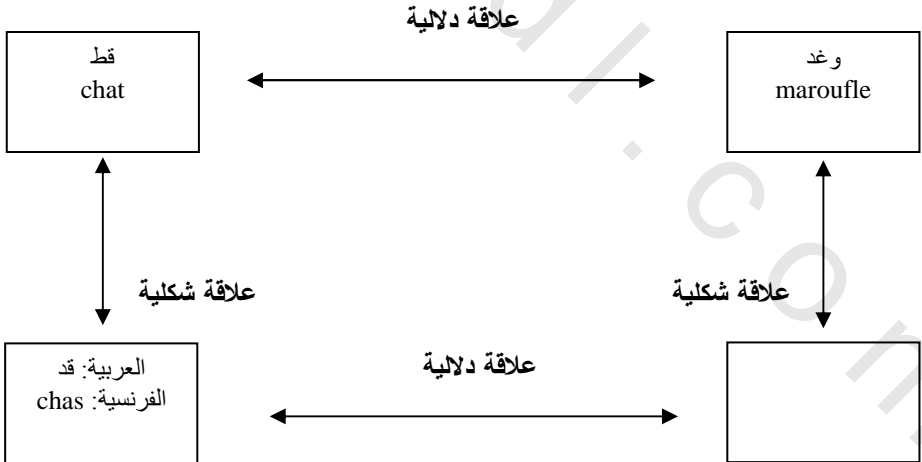 علاقة دلالية
قط
chat
وغد
maroufle
علاقة شكلية
علاقة شكلية
العربية: قد
الفرنسية: chas
علاقة دلالية